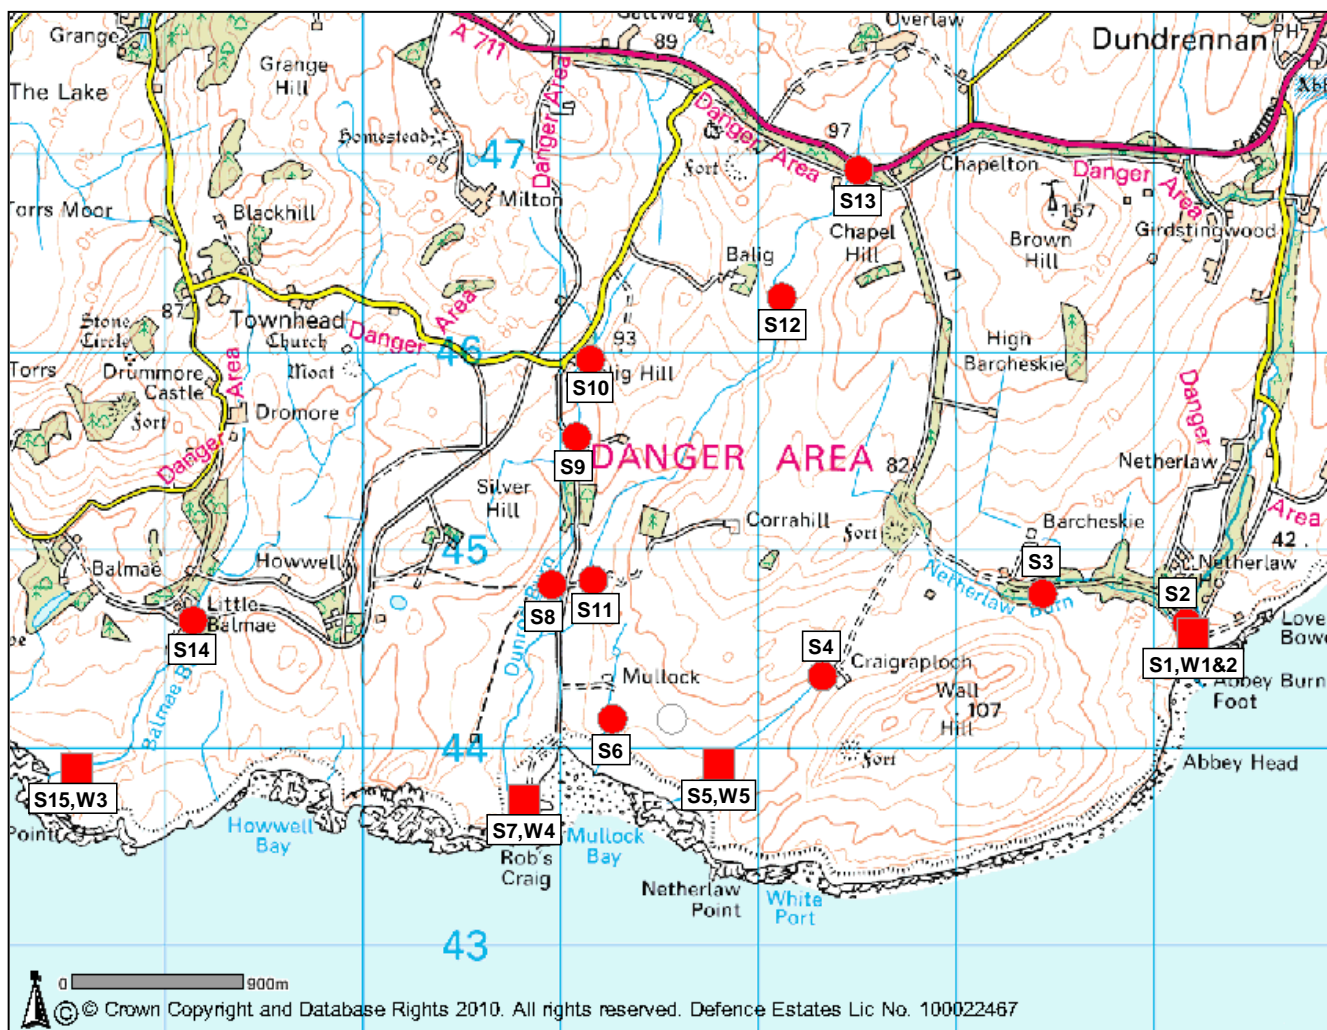 Grange
A 711
Gallway
89
Overlaw
Dundrennan
PH
The Lake
Grange
Hill
Danger Area
Danger Area
Homestead
47
97
Fort
Chapelton
Danger Area
Torrs Moor
Milton
S13
157
Blackhill
Chapel
Hill
Brown
Hill
Girdstingwood
120
Balig
87
S12
Stone
Circle
Townhead
Church
Danger Area
46
93
High
Barcheskie
Torrs
Drummore
Castle
Moat
S10
ig Hill
Fort
Area
Dromore
Danger
Danger
S9
DANGER AREA
82
Netherlaw
Silver
Hill
Corrahill
Fort
Barcheskie
Area
42
45
Balmae
Howwell
Netherlaw Burn
S3
Netherlaw
S8
S11
S2
Little
Balmae
S14
Love
Bowe
S4
S1,W1&2
Craigraploch
Abbey Burn
Foot
Mullock
Wall
Hill
107
S6
44
Fort
Abbey Head
S15,W3
S5,W5
Point
Howwell
Bay
S7,W4
Mullock
Bay
Rob's
Craig
Netherlaw
Point
White
Port
43
0 900m
© © Crown Copyright and Database Rights 2010. All rights reserved. Defence Estates Lic No. 100022467